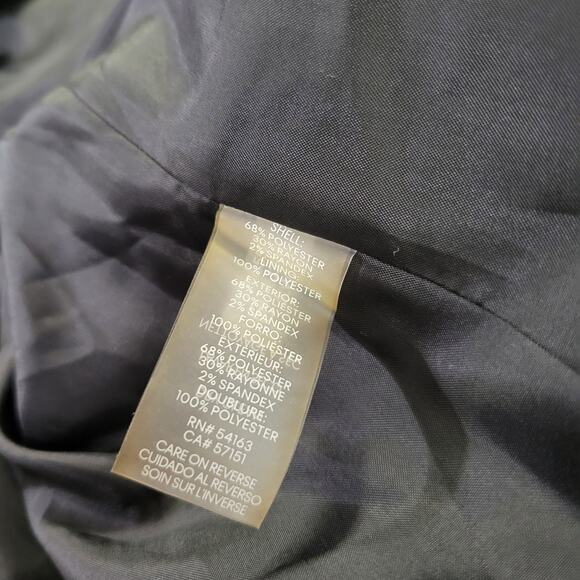 SHELL:
68% POLYESTER
30% RAYON
2% SPANDEX
LINING:
100% POLYESTER
EXTERIOR:
68% POLIESTER
30% RAYON
2% SPANDEX
FORRO:
100% POLIÉSTER
EXTÉRIEUR:
68% POLYESTER
30% RAYONNE
2% SPANDEX
DOUBLURE:
100% POLYESTER
RN# 54163
CA# 57151
CARE ON REVERSE
CUIDADO AL REVERSO
SOIN SUR L'INVERSE